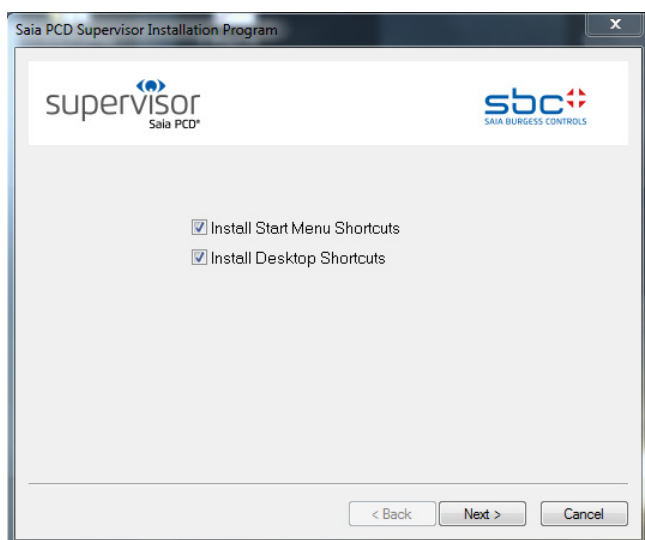 Saia PCD Supervisor Installation Program
x
supervisor
Saia PCD®
sbc
SAIA BURGESS CONTROLS
Install Start Menu Shortcuts
Install Desktop Shortcuts
< Back Next > Cancel